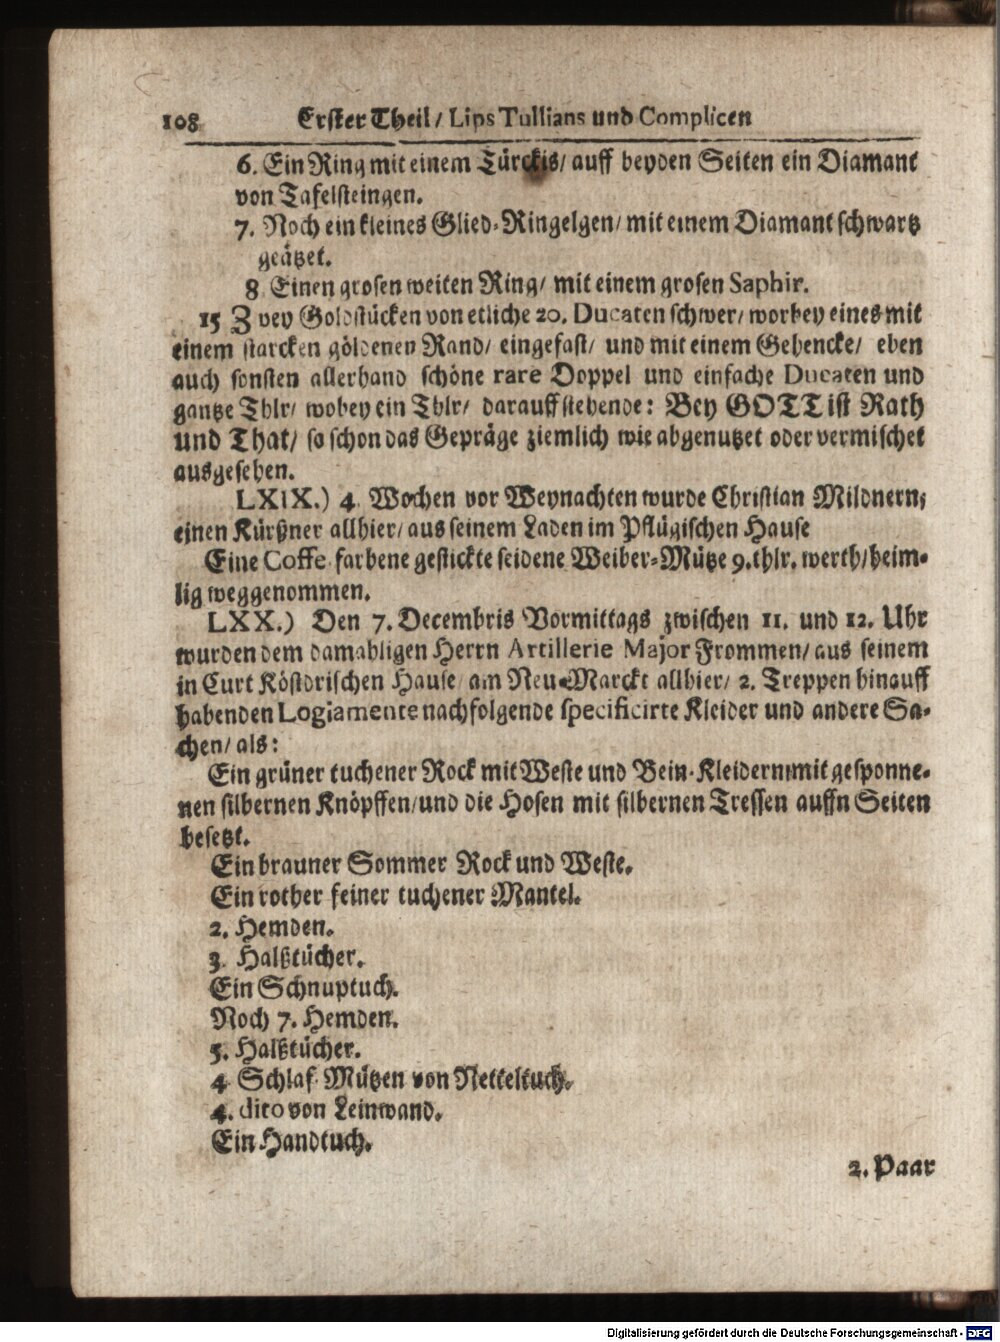 108 Erster Theil/ Lips Tullians und Complicen
6. Ein Ring mit einem Türckis/ auff beyden Seiten ein Diamant
von Tafelsteingen.
7. Noch ein kleines Glied-Ringelgen/ mit einem Diamant schwartz
geätzet.
8 Einen grosen weiten Ring/ mit einem grosen Saphir.
15 Zwey Goldstücken von etliche 20. Ducaten schwer/ worbey eines mit
einem starcken göldenen Rand/ eingefast/ und mit einem Gehencke/ eben
auch sonsten allerhand schöne rare Doppel und einfache Ducaten und
gantze Thlr/ wobey ein Thlr/ darauff stehende: Bey GOTT ist Rath
und That/ so schon das Gepräge ziemlich wie abgenutzet oder vermischet
ausgesehen.
LXIX.) 4. Wochen vor Weynachten wurde Christian Mildnern,
einen Kürßner allhier/ aus seinem Laden im Pflügischen Hause
Eine Coffe farbene gestickte seidene Weiber-Mütze 9. thlr. werth/ heim-
lig weggenommen.
LXX.) Den 7. Decembris Vormittags zwischen 11. und 12. Uhr
wurden dem damahligen Herrn Artillerie Major Frommen/ aus seinem
in Curt Köstorischen Hause am Neu-Marckt allhier/ 2. Treppen hinauff
habenden Logiamente nachfolgende specificirte Kleider und andere Sa-
chen/ als:
Ein grüner tuchener Rock mit Weste und Bein-Kleidern mit gesponne-
nen silbernen Knöpffen/ und die Hosen mit silbernen Tressen auffn Seiten
besetzt.
Ein brauner Sommer Rock und Weste.
Ein rother feiner tuchener Mantel.
2. Hemden.
3. Halßtücher.
Ein Schnuptuch.
Noch 7. Hemden.
5. Halßtücher.
4 Schlaf-Mützen von Netteltuch.
4. dito von Leinwand.
Ein Handtuch.
2. Paar
Digitalisierung gefördert durch die Deutsche Forschungsgemeinschaft - DFG